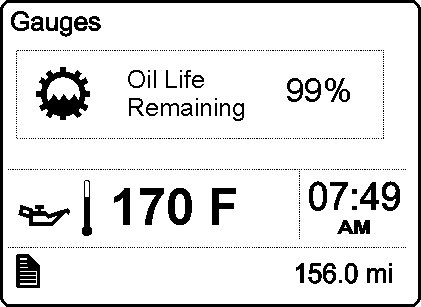 Gauges
Oil Life
Remaining
99%
170 F
07:49
AM
156.0 mi